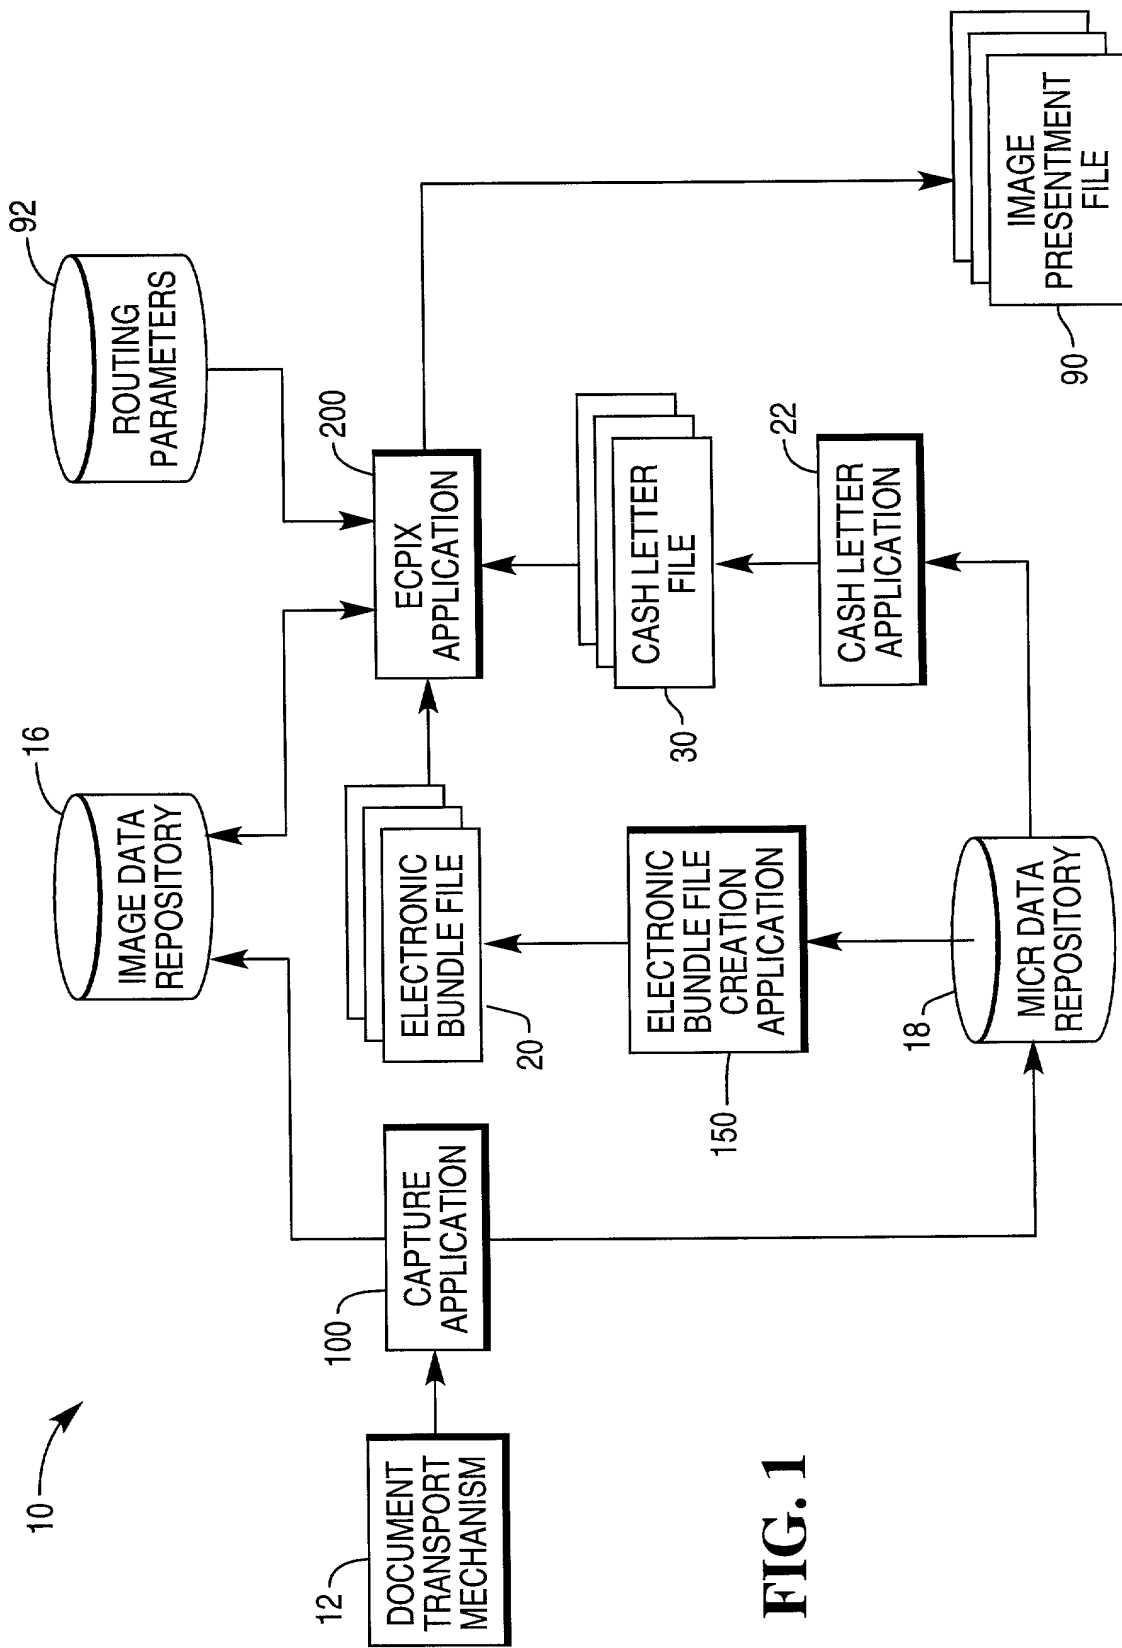 10
12
DOCUMENT
TRANSPORT
MECHANISM
100
CAPTURE
APPLICATION
16
IMAGE DATA
REPOSITORY
92
ROUTING
PARAMETERS
20
ELECTRONIC
BUNDLE FILE
200
ECPIX
APPLICATION
150
ELECTRONIC
BUNDLE FILE
CREATION
APPLICATION
30
CASH LETTER
FILE
22
CASH LETTER
APPLICATION
18
MICR DATA
REPOSITORY
90
IMAGE
PRESENTMENT
FILE
FIG. 1